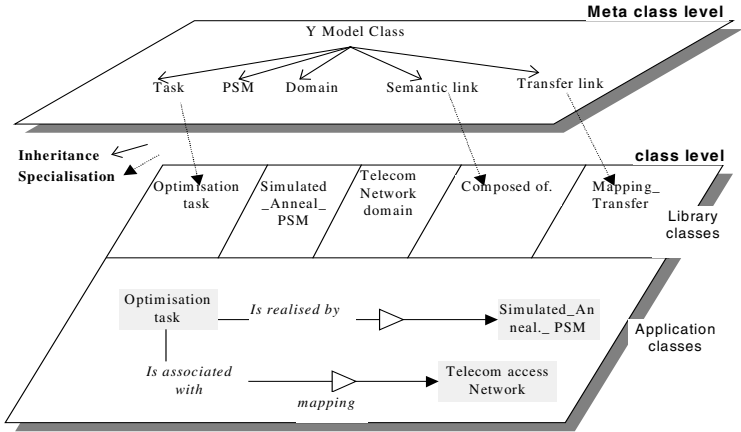 Meta class level
Y Model Class
Task PSM Domain Semantic link Transfer link
Inheritance
Specialisation
class level
Optimisation
task
Simulated
_Anneal_
PSM
Telecom
Network
domain
Composed of.
Mapping_
Transfer
Library
classes
Optimisation
task
Is realised by
Simulated_An
neal._ PSM
Application
classes
Is associated
with
mapping
Telecom access
Network